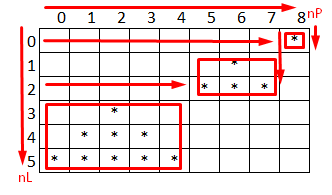 0 1 2 3 4 5 6 7 8 nP
0 *
1 *
2 * * *
3 *
4 * * *
5 * * * * *
nL